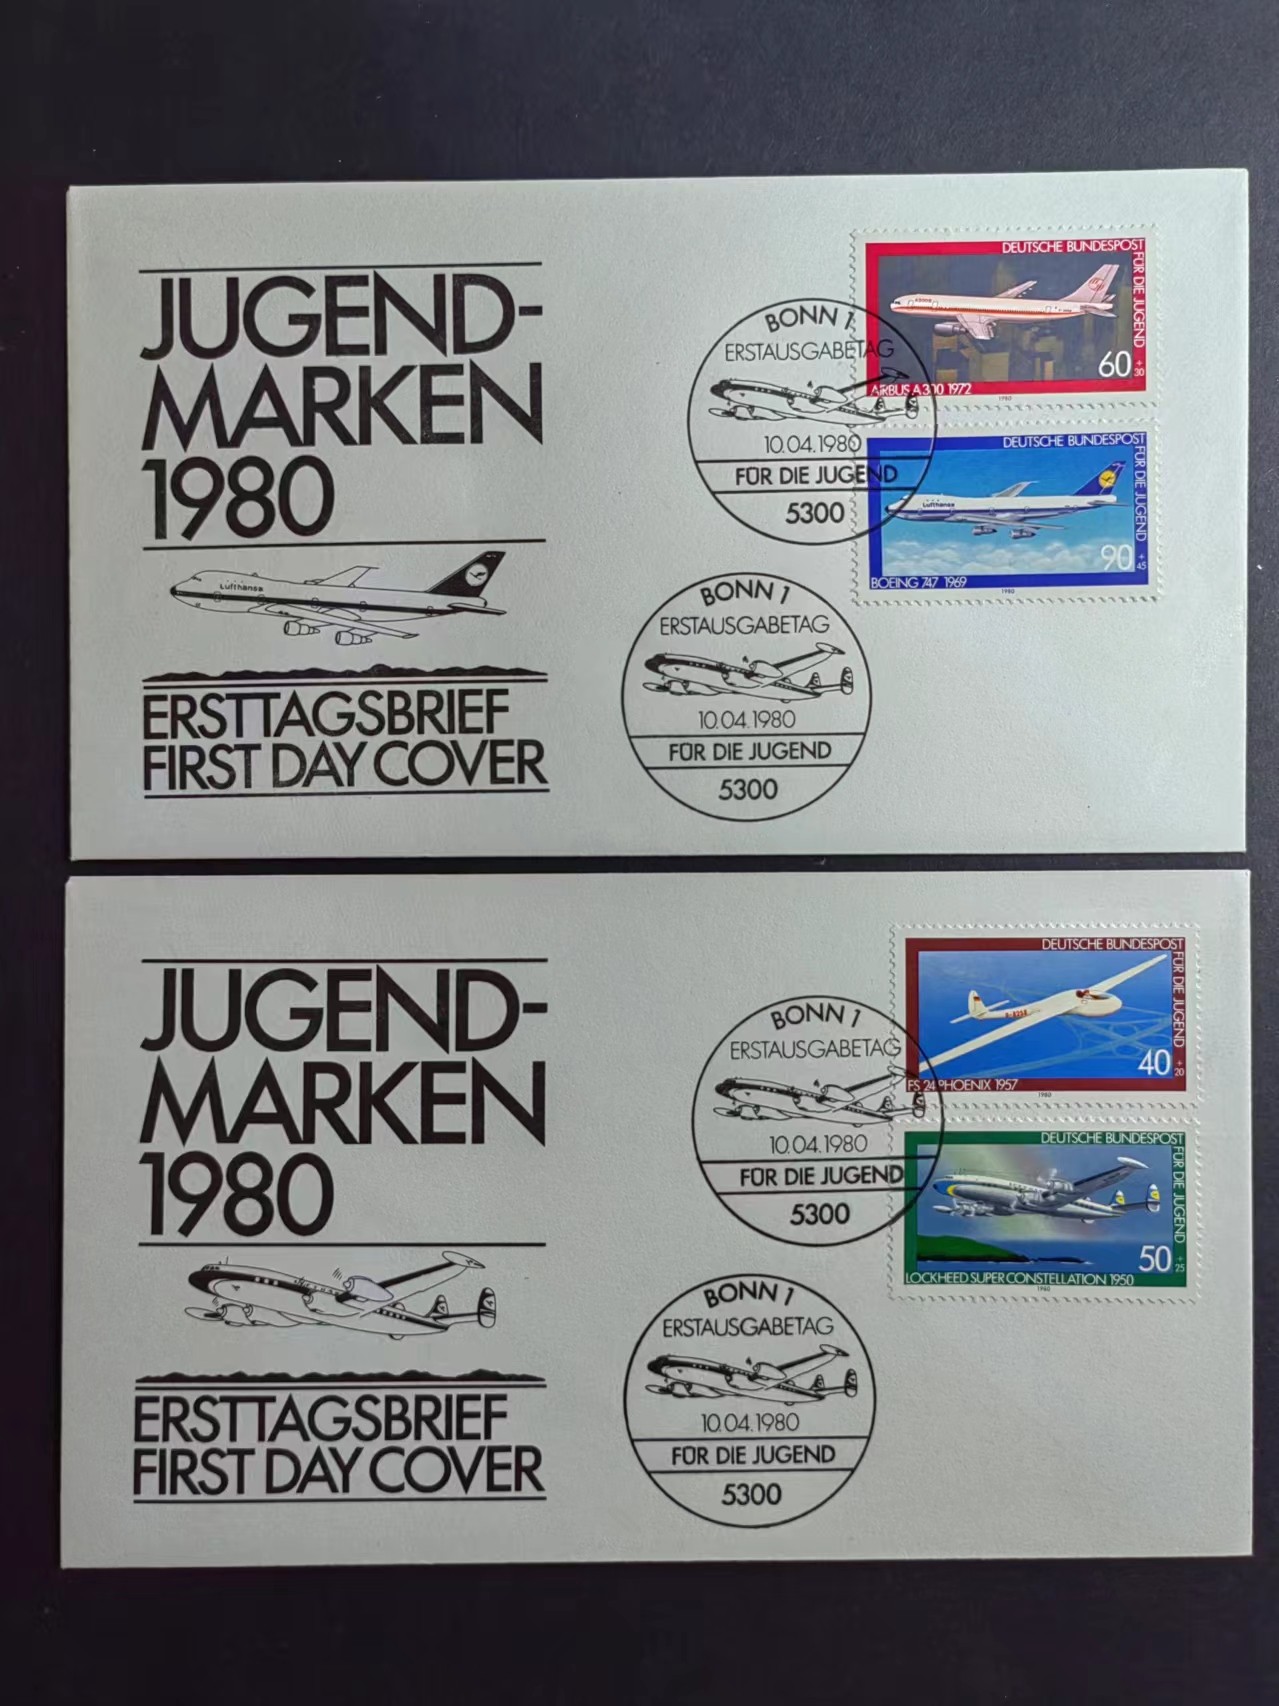 JUGEND-
MARKEN
1980
Lufthansa
ERSTTAGSBRIEF
FIRST DAY COVER
BONN 1
ERSTAUSGABETAG
10.04.1980
FÜR DIE JUGEND
5300
BONN 1
ERSTAUSGABETAG
10.04.1980
FÜR DIE JUGEND
5300
DEUTSCHE BUNDESPOST
FÜR DIE JUGEND
60 + 30
AIRBUS A 300 1972
1980
DEUTSCHE BUNDESPOST
FÜR DIE JUGEND
Lufthansa
90 + 45
BOEING 747 1969
1980
JUGEND-
MARKEN
1980
ERSTTAGSBRIEF
FIRST DAY COVER
BONN 1
ERSTAUSGABETAG
10.04.1980
FÜR DIE JUGEND
5300
BONN 1
ERSTAUSGABETAG
10.04.1980
FÜR DIE JUGEND
5300
DEUTSCHE BUNDESPOST
FÜR DIE JUGEND
40 + 20
FS 24 PHOENIX 1957
1980
DEUTSCHE BUNDESPOST
FÜR DIE JUGEND
50 + 25
LOCKHEED SUPER CONSTELLATION 1950
1980